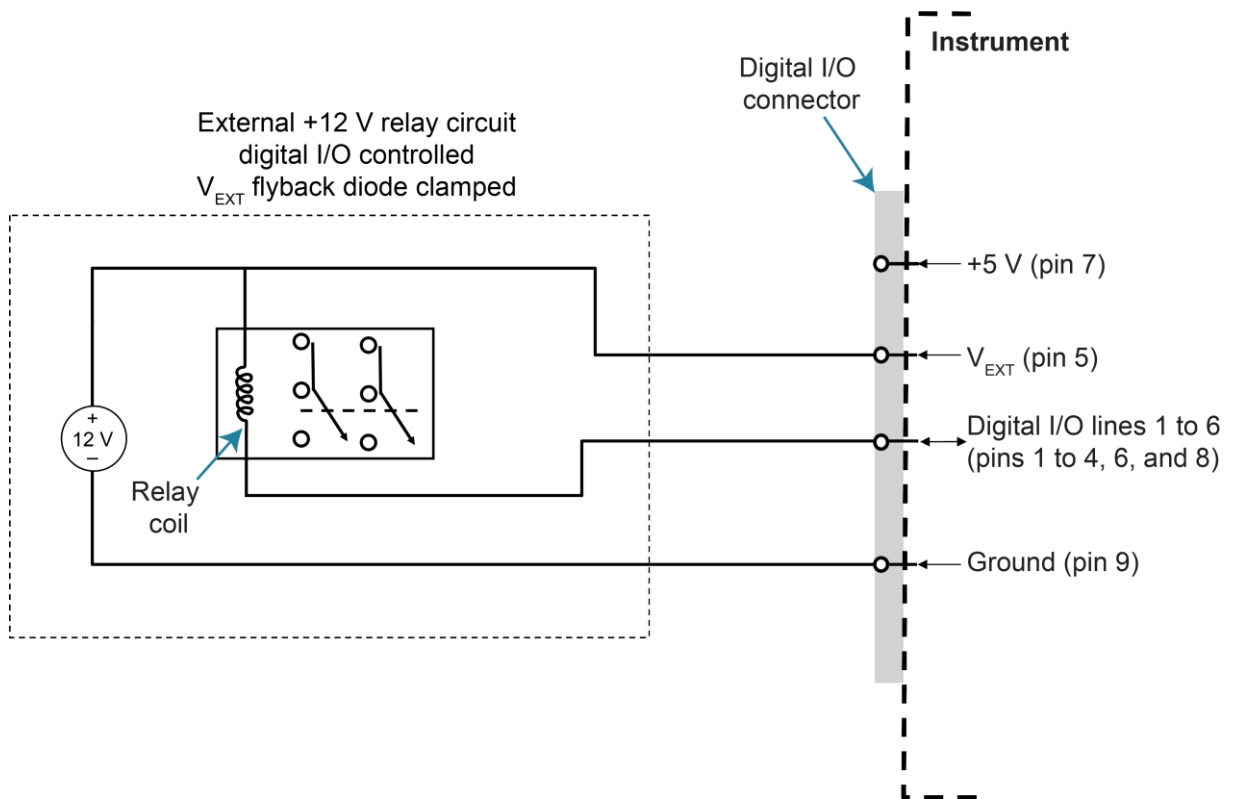 Instrument
Digital I/O
connector
External +12 V relay circuit
digital I/O controlled
VEXT flyback diode clamped
+5 V (pin 7)
VEXT (pin 5)
Digital I/O lines 1 to 6
(pins 1 to 4, 6, and 8)
+
12 V
–
Relay
coil
Ground (pin 9)